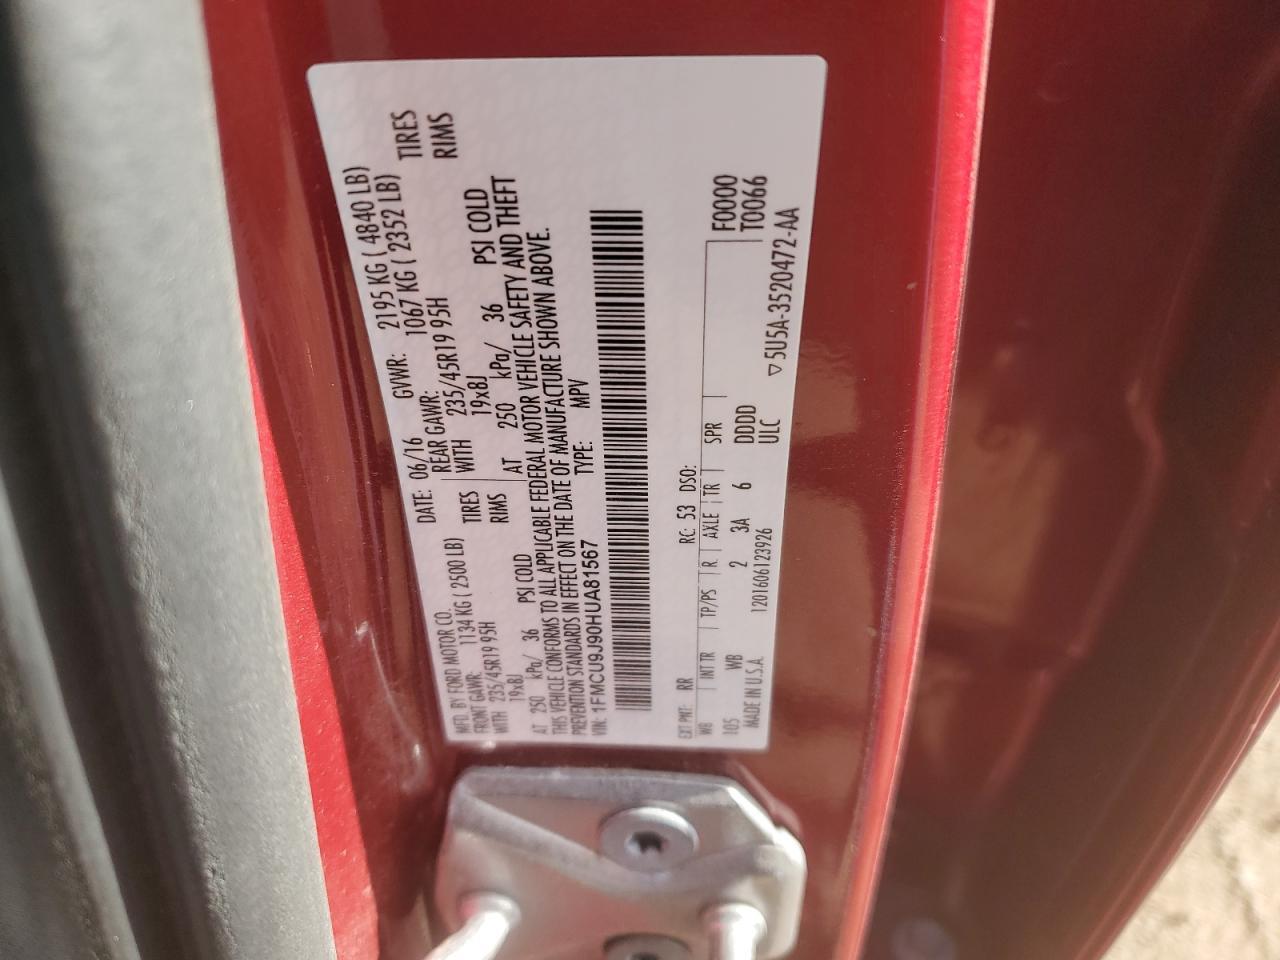 MFD. BY FORD MOTOR CO.
DATE: 06/16 GVWR: 2195 KG ( 4840 LB)
FRONT GAWR: 1134 KG ( 2500 LB) REAR GAWR: 1067 KG ( 2352 LB)
WITH 235/45R19 95H TIRES WITH 235/45R19 95H TIRES
19x8J RIMS 19x8J RIMS
AT 250 kPa/ 36 PSI COLD AT 250 kPa/ 36 PSI COLD
THIS VEHICLE CONFORMS TO ALL APPLICABLE FEDERAL MOTOR VEHICLE SAFETY AND THEFT
PREVENTION STANDARDS IN EFFECT ON THE DATE OF MANUFACTURE SHOWN ABOVE.
VIN: 1FMCU9J90HUA81567 TYPE: MPV
EXT PNT: RR RC: 53 DSO: F0000
WB INT TR TP/PS R AXLE TR SPR T0066
105 WB 2 3A 6 DDDD
MADE IN U.S.A. 1201606123926 ULC
▽5U5A-3520472-AA